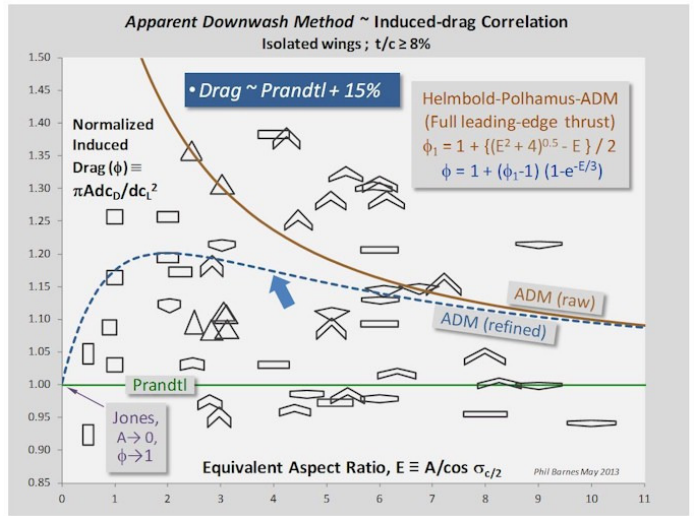 Apparent Downwash Method ~ Induced-drag Correlation
Isolated wings ; t/c ≥ 8%
1.50
1.45
1.40
1.35
1.30
1.25
1.20
1.15
1.10
1.05
1.00
0.95
0.90
0.85
• Drag ~ Prandtl + 15%
Normalized
Induced
Drag (ϕ) ≡
πAdc_D/dc_L²
Helmbold-Polhamus-ADM
(Full leading-edge thrust)
ϕ₁ = 1 + {(E² + 4)^0.5 - E } / 2
ϕ = 1 + (ϕ₁-1) (1-e^-E/3)
ADM (raw)
ADM (refined)
Prandtl
Jones,
A→ 0,
ϕ→1
Equivalent Aspect Ratio, E ≡ A/cos σ_c/2
Phil Barnes May 2013
0 1 2 3 4 5 6 7 8 9 10 11